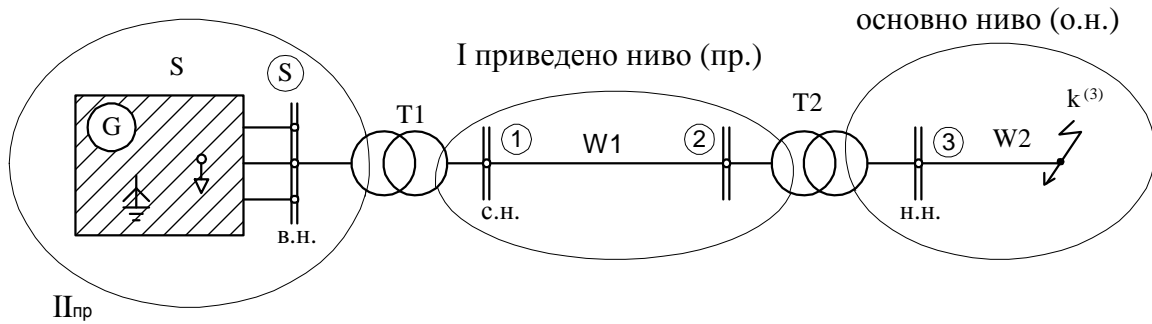 основно ниво (о.н.)
I приведено ниво (пр.)
S
S
G
T1
1
W1
2
T2
3
W2
k⁽³⁾
в.н.
с.н.
н.н.
IIпр